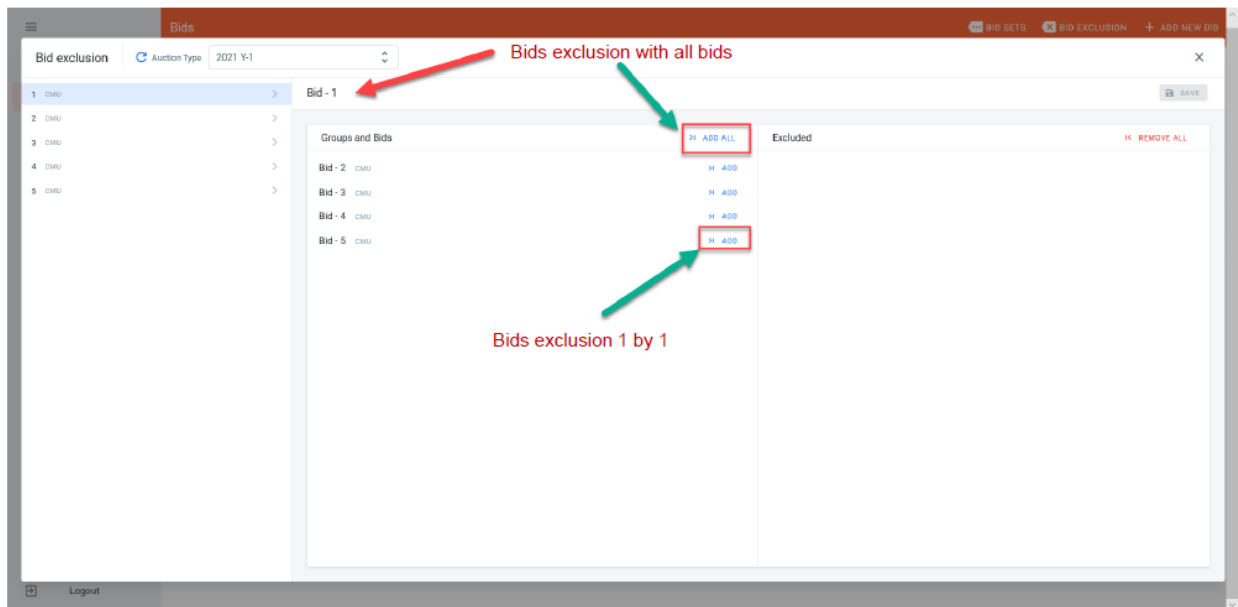 Bids
BID SETS
BID EXCLUSION
+ ADD NEW BID
Bid exclusion
Auction Type
2021 Y-1
Bids exclusion with all bids
1 CMU
2 CMU
3 CMU
4 CMU
5 CMU
Bid - 1
SAVE
Groups and Bids
ADD ALL
Excluded
REMOVE ALL
Bid - 2 CMU
ADD
Bid - 3 CMU
ADD
Bid - 4 CMU
ADD
Bid - 5 CMU
ADD
Bids exclusion 1 by 1
Logout